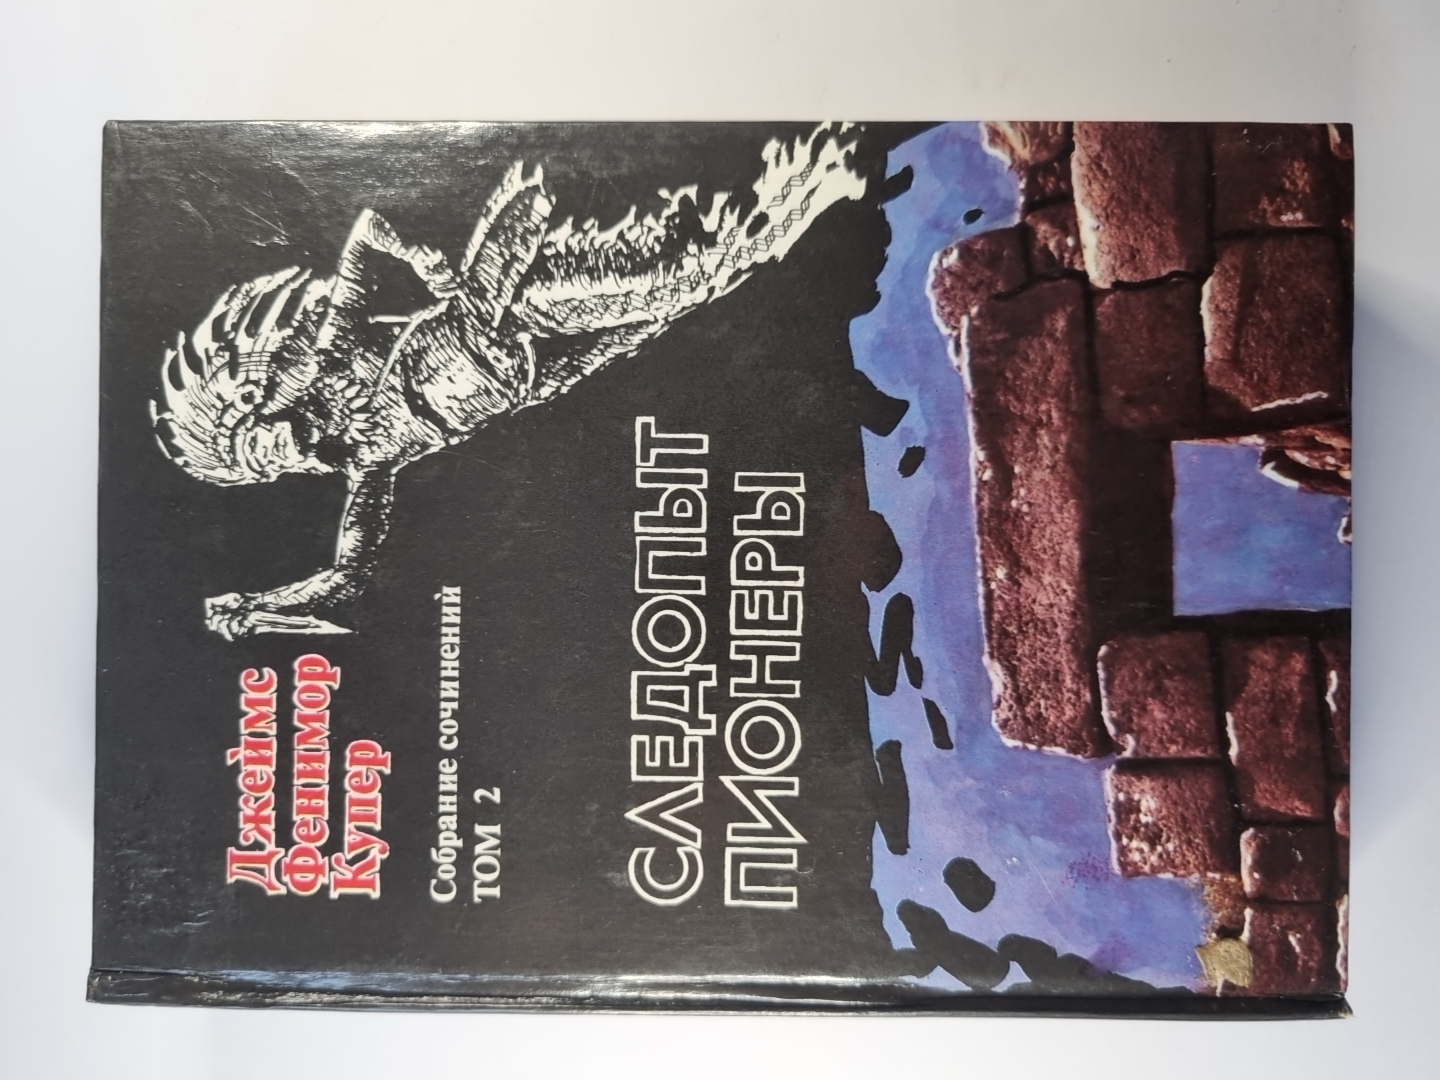 Джеймс
Фенимор
Купер
Собрание сочинений
ТОМ 2
СЛЕДОПЫТ
ПИОНЕРЫ